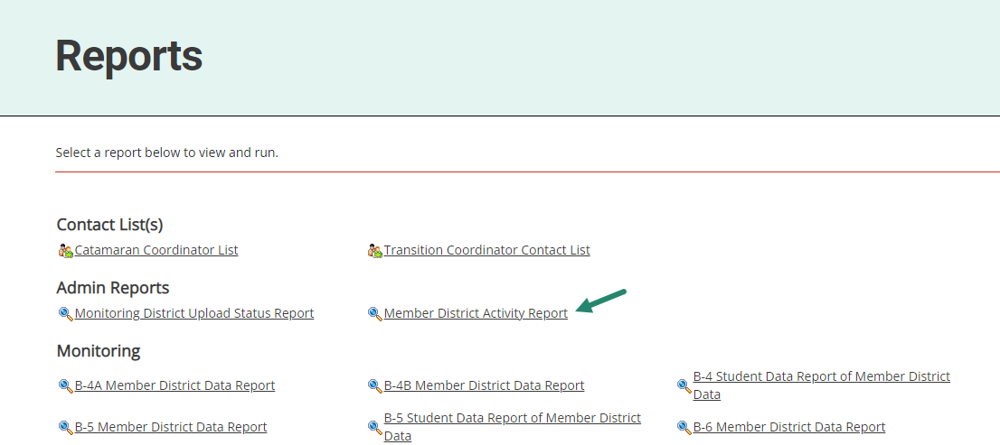 Reports
Select a report below to view and run.
Contact List(s)
Catamaran Coordinator List
Transition Coordinator Contact List
Admin Reports
Monitoring District Upload Status Report
Member District Activity Report
Monitoring
B-4A Member District Data Report
B-4B Member District Data Report
B-4 Student Data Report of Member District
Data
B-5 Member District Data Report
B-5 Student Data Report of Member District
Data
B-6 Member District Data Report